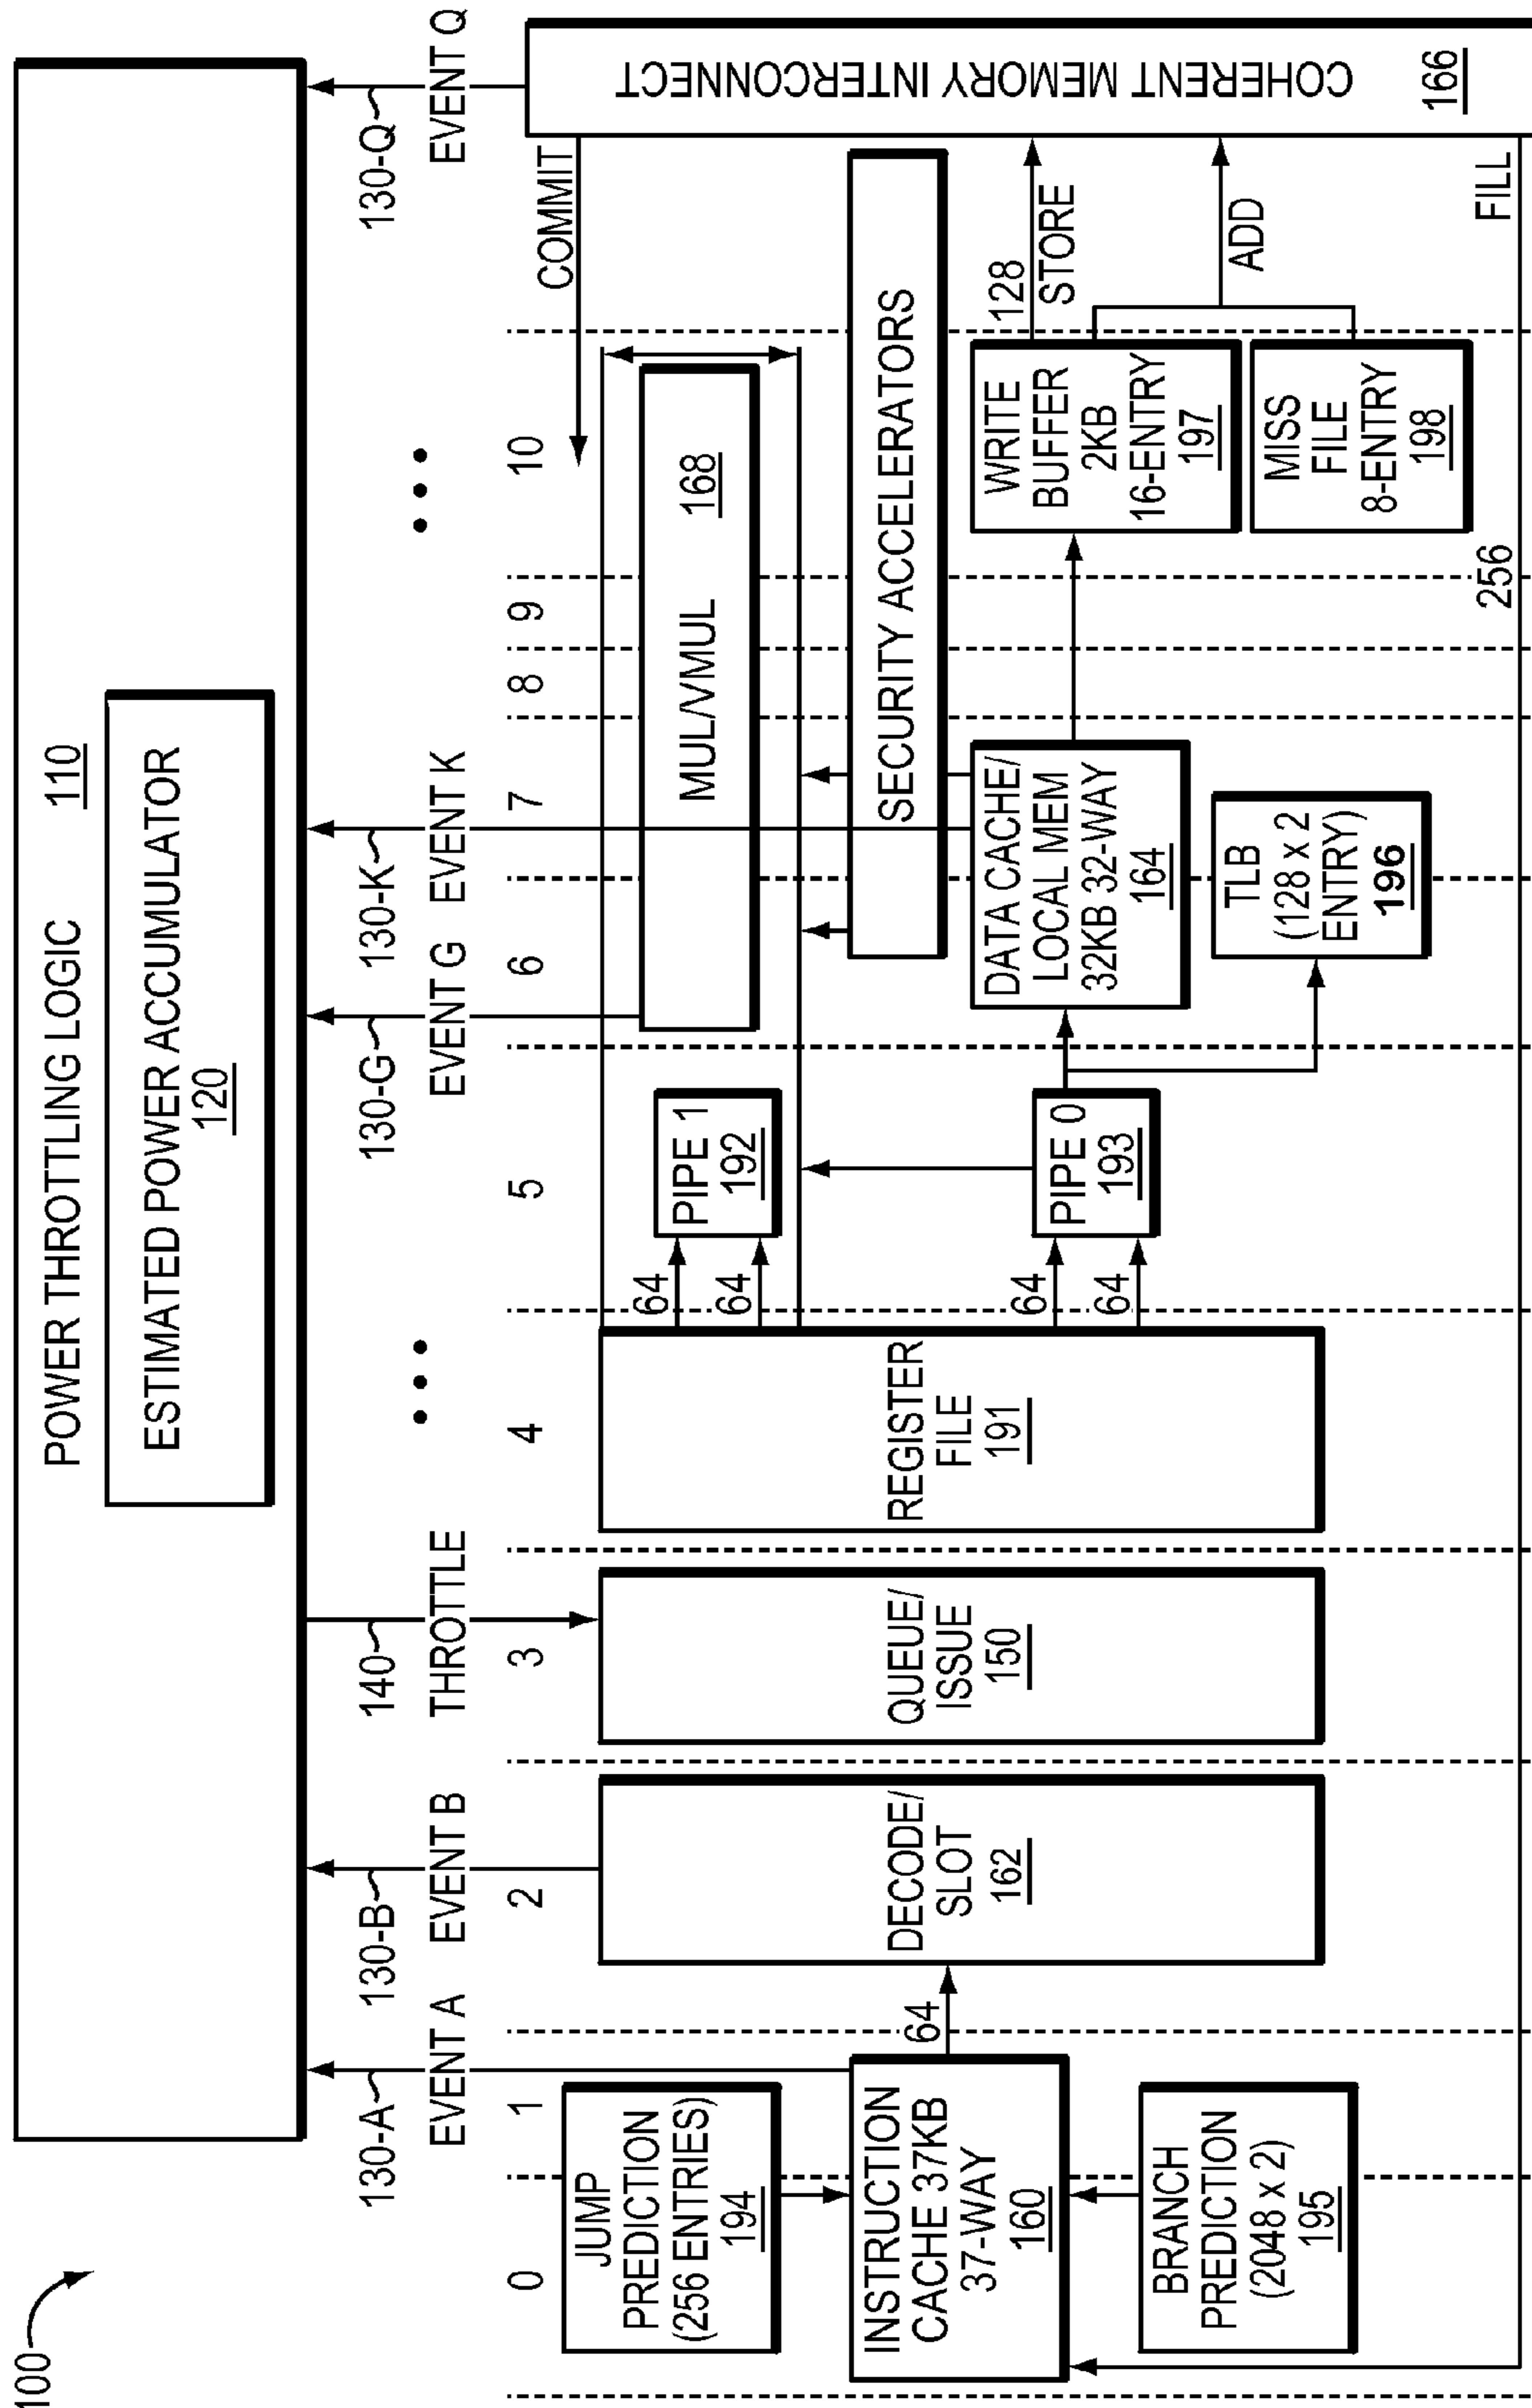 100
POWER THROTTLING LOGIC 110
ESTIMATED POWER ACCUMULATOR
120
130-A
130-B
140
130-G
130-K
130-Q
EVENT A
EVENT B
THROTTLE
• • •
EVENT G
EVENT K
• • •
EVENT Q
0
1
2
3
4
5
6
7
8
9
10
COMMIT
JUMP
PREDICTION
(256 ENTRIES)
194
INSTRUCTION
CACHE 37KB
37-WAY
160
BRANCH
PREDICTION
(2048 x 2)
195
64
DECODE/
SLOT
162
QUEUE/
ISSUE
150
REGISTER
FILE
191
64
64
64
64
PIPE 1
192
PIPE 0
193
MUL/VMUL
168
SECURITY ACCELERATORS
DATA CACHE/
LOCAL MEM
32KB 32-WAY
164
TLB
(128 x 2
ENTRY)
196
WRITE
BUFFER
2KB
16-ENTRY
197
MISS
FILE
8-ENTRY
198
128
STORE
ADD
256
FILL
COHERENT MEMORY INTERCONNECT
166